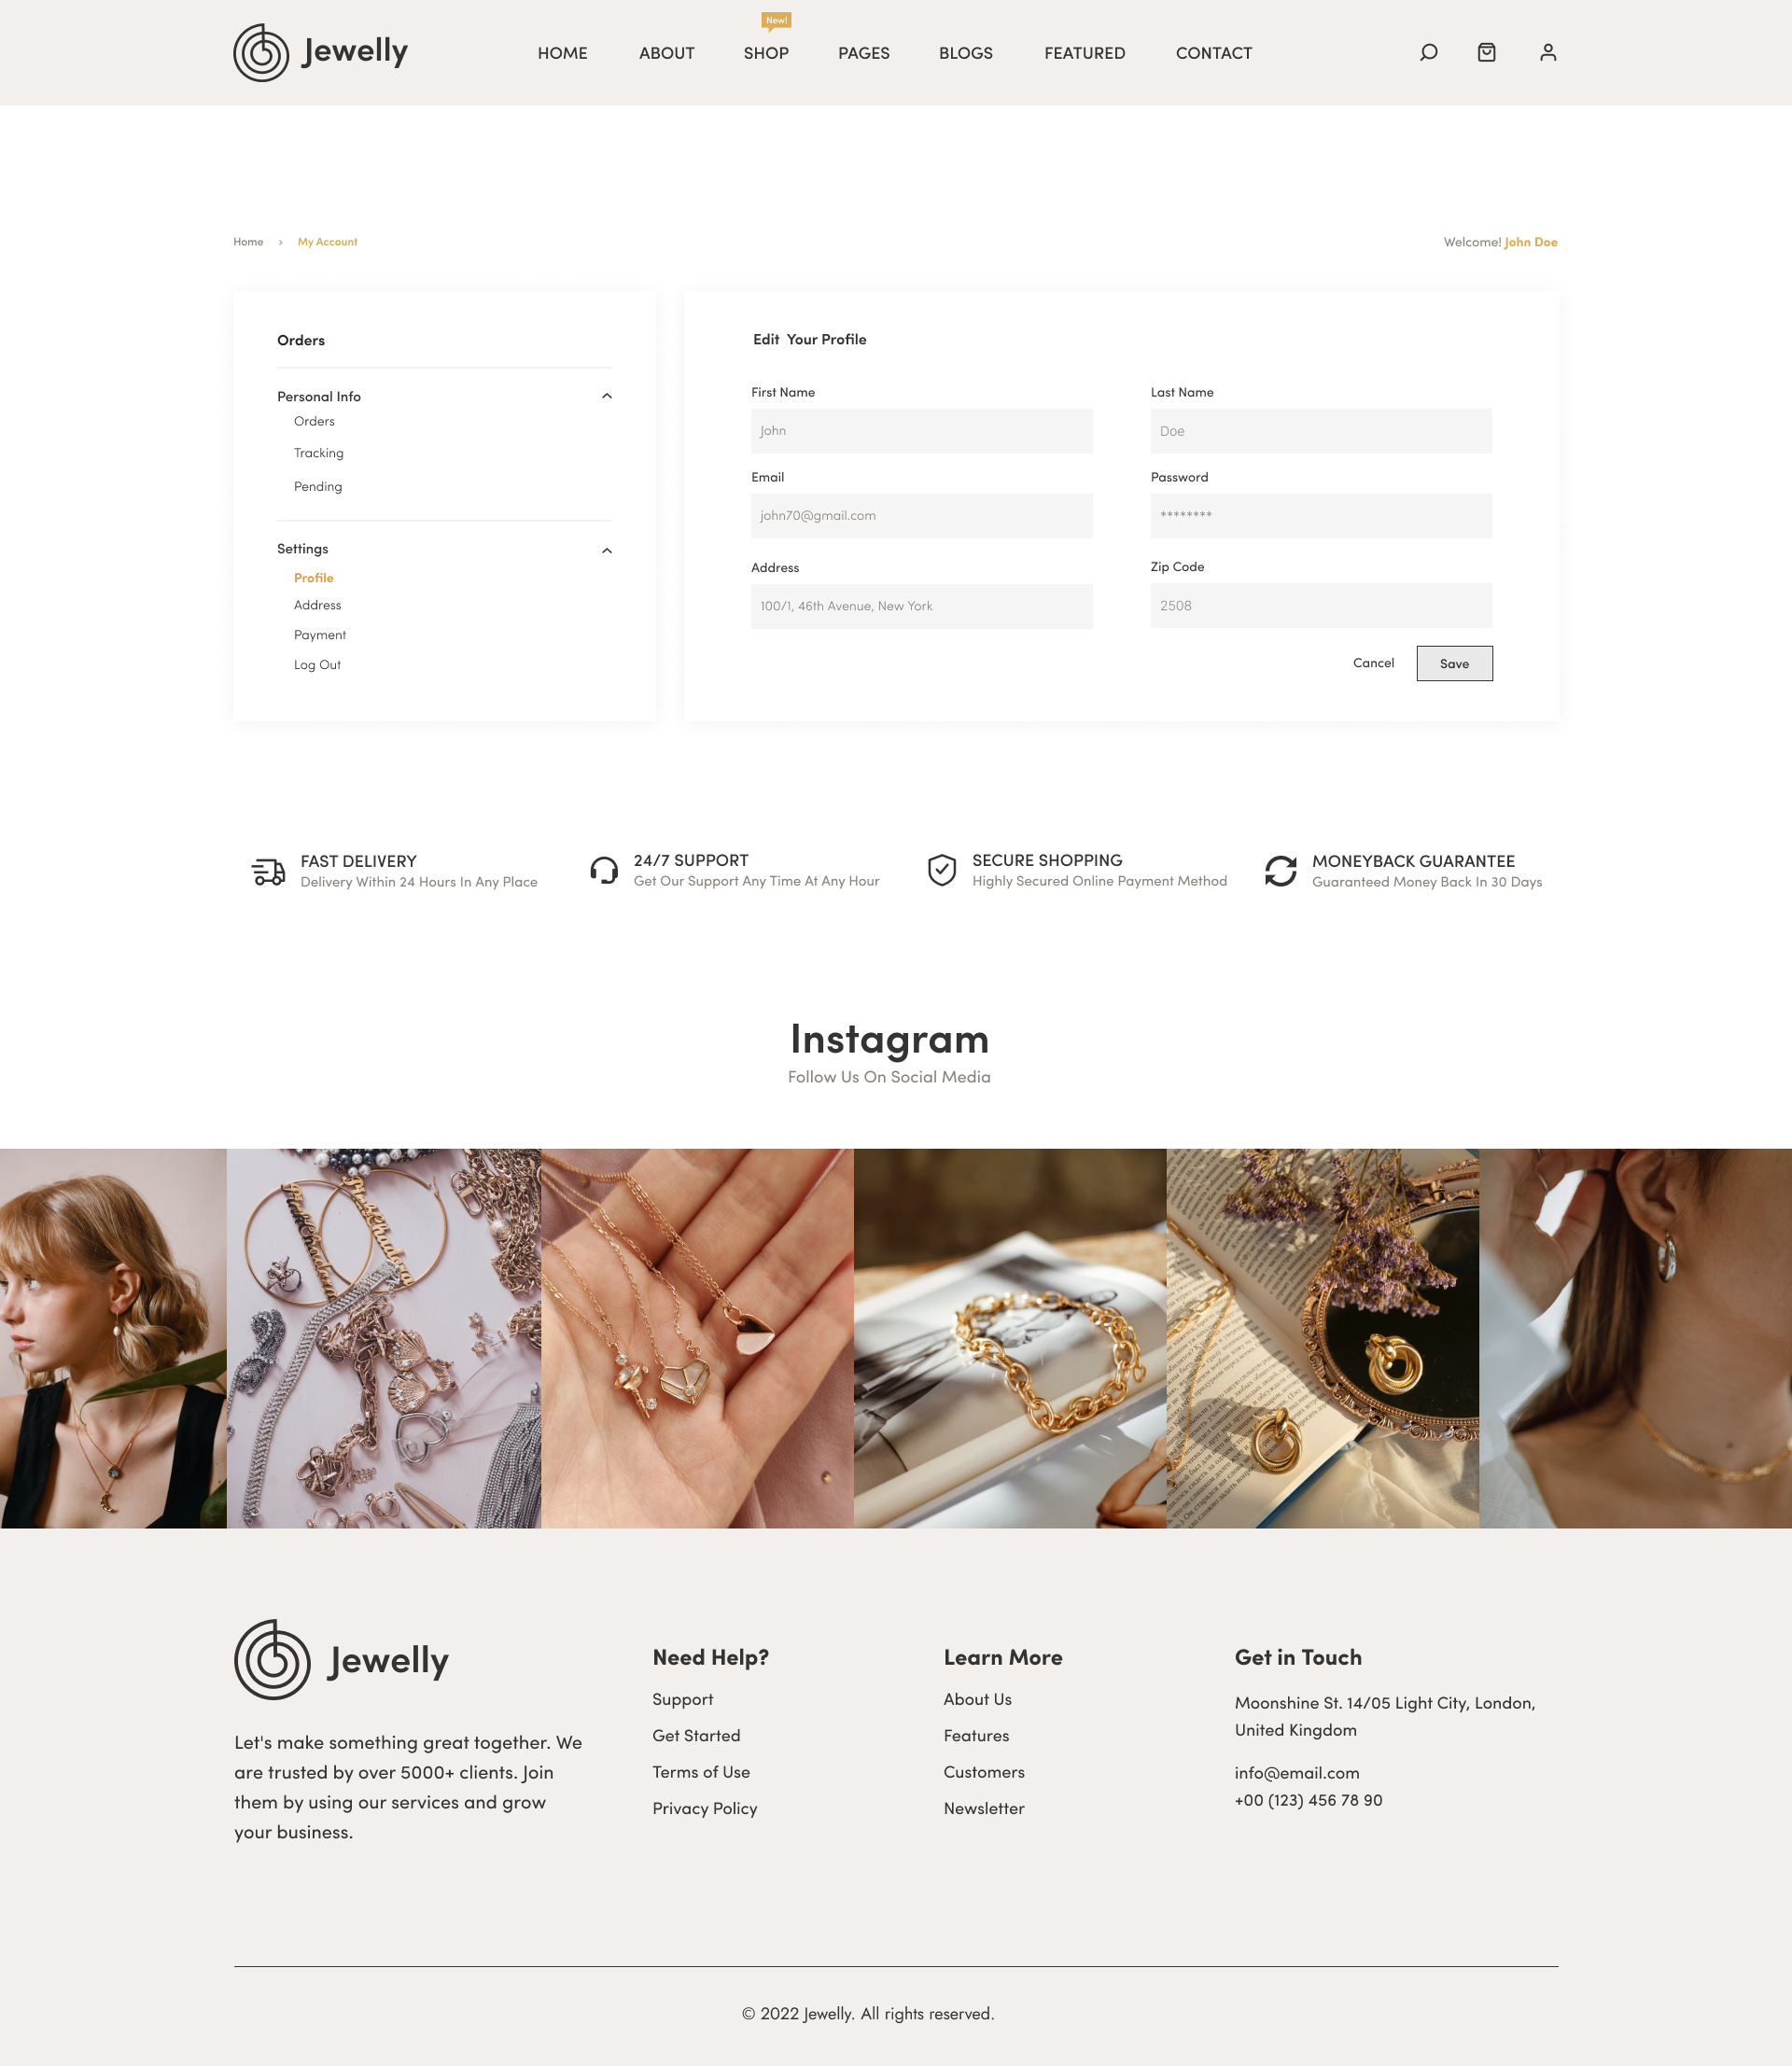 Jewelly
HOME ABOUT SHOP PAGES BLOGS FEATURED CONTACT
New!
Home › My Account
Welcome! John Doe
Orders
Personal Info
Orders
Tracking
Pending
Settings
Profile
Address
Payment
Log Out
Edit Your Profile
First Name
John
Last Name
Doe
Email
john70@gmail.com
Password
********
Address
100/1, 46th Avenue, New York
Zip Code
2508
Cancel
Save
FAST DELIVERY
Delivery Within 24 Hours In Any Place
24/7 SUPPORT
Get Our Support Any Time At Any Hour
SECURE SHOPPING
Highly Secured Online Payment Method
MONEYBACK GUARANTEE
Guaranteed Money Back In 30 Days
Instagram
Follow Us On Social Media
Jewelly
Let's make something great together. We
are trusted by over 5000+ clients. Join
them by using our services and grow
your business.
Need Help?
Support
Get Started
Terms of Use
Privacy Policy
Learn More
About Us
Features
Customers
Newsletter
Get in Touch
Moonshine St. 14/05 Light City, London,
United Kingdom
info@email.com
+00 (123) 456 78 90
© 2022 Jewelly. All rights reserved.